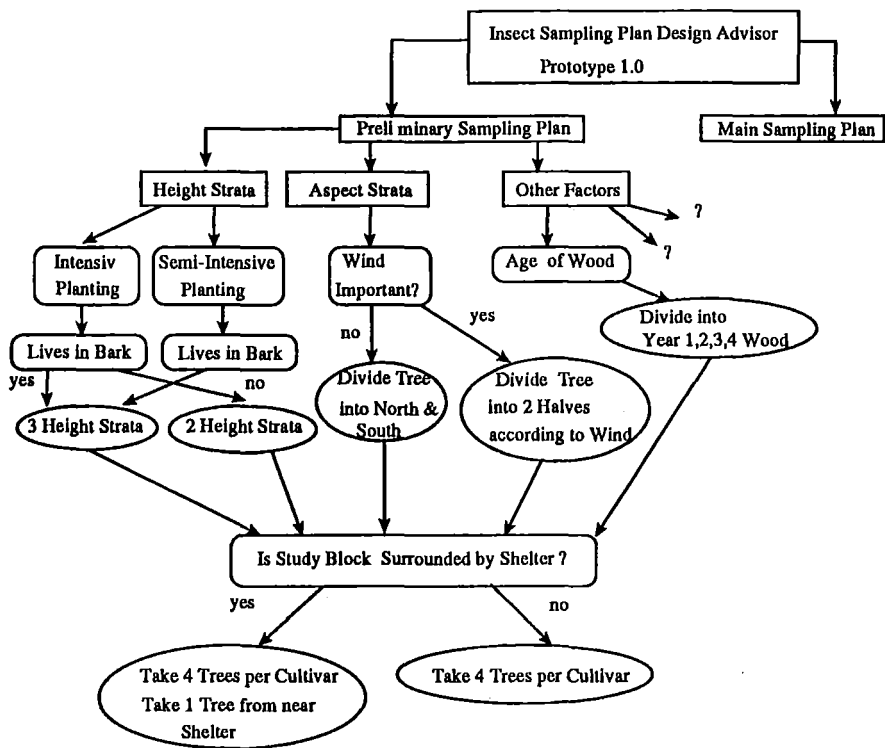 Insect Sampling Plan Design Advisor
Prototype 1.0
Preli minary Sampling Plan
Main Sampling Plan
Height Strata
Aspect Strata
Other Factors
?
?
Intensiv
Planting
Semi-Intensive
Planting
Wind
Important?
Age of Wood
no
yes
Divide into
Year 1,2,3,4 Wood
Lives in Bark
Lives in Bark
yes
no
Divide Tree
into North &
South
Divide Tree
into 2 Halves
according to Wind
3 Height Strata
2 Height Strata
Is Study Block Surrounded by Shelter ?
yes
no
Take 4 Trees per Cultivar
Take 1 Tree from near
Shelter
Take 4 Trees per Cultivar